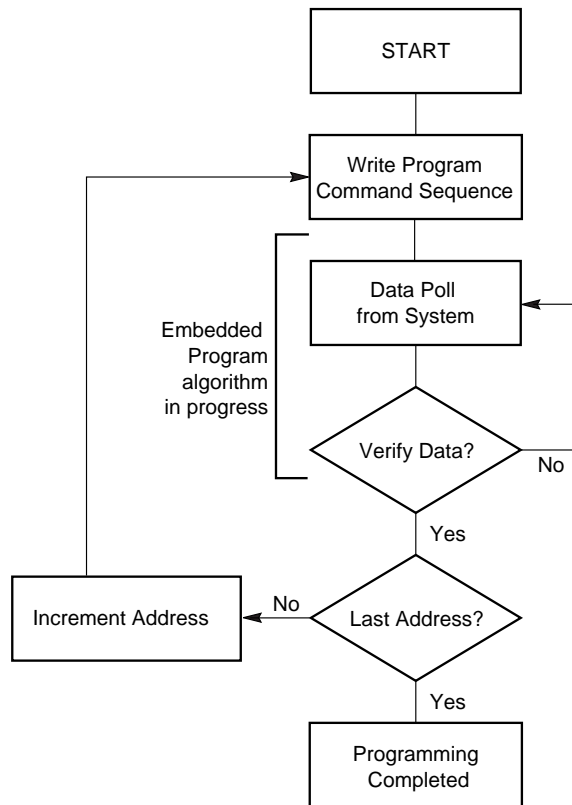 START
Write Program
Command Sequence
Data Poll
from System
Embedded
Program
algorithm
in progress
Verify Data?
No
Yes
Increment Address
No
Last Address?
Yes
Programming
Completed